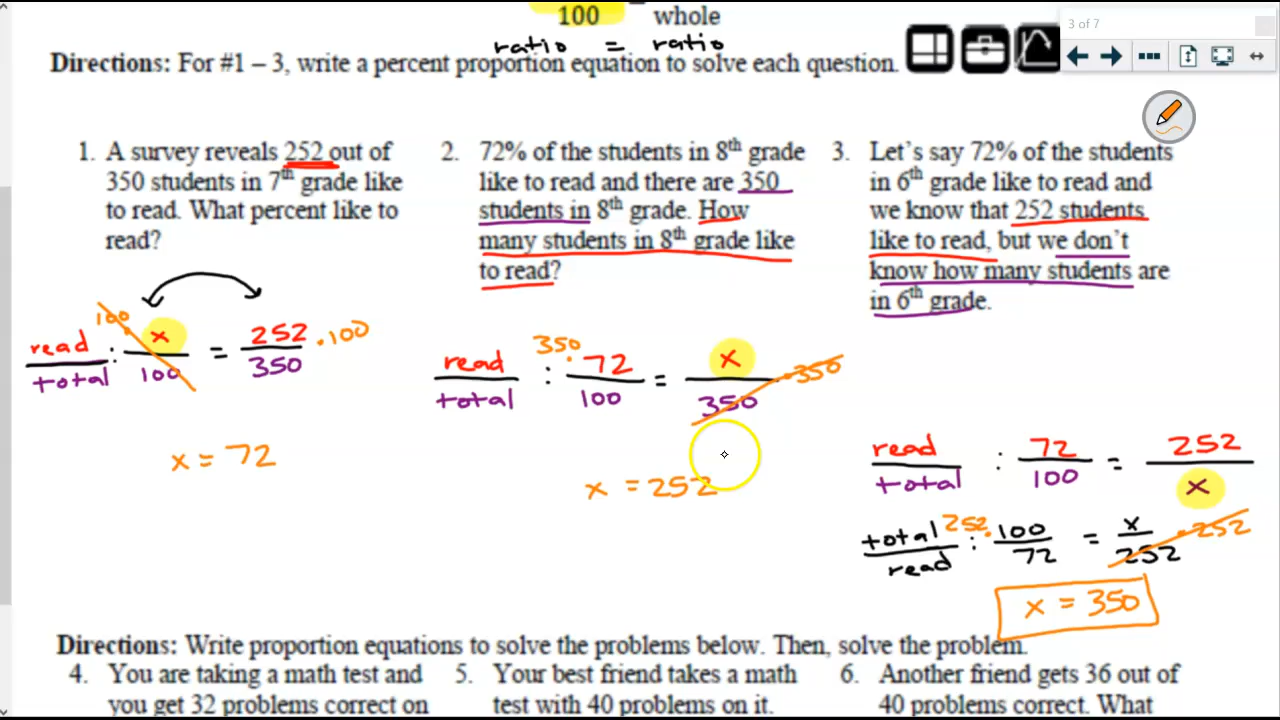 100 whole
ratio = ratio
3 of 7
Directions: For #1 – 3, write a percent proportion equation to solve each question.
1. A survey reveals 252 out of
350 students in 7th grade like
to read. What percent like to
read?
100 · x/100 = 252/350 · 100
read/total :
x = 72
2. 72% of the students in 8th grade
like to read and there are 350
students in 8th grade. How
many students in 8th grade like
to read?
read/total : 350 · 72/100 = x/350 · 350
x = 252
3. Let's say 72% of the students
in 6th grade like to read and
we know that 252 students
like to read, but we don't
know how many students are
in 6th grade.
read/total : 72/100 = 252/x
total/read : 252 · 100/72 = x/252 · 252
x = 350
Directions: Write proportion equations to solve the problems below. Then, solve the problem.
4. You are taking a math test and
you get 32 problems correct on
5. Your best friend takes a math
test with 40 problems on it.
6. Another friend gets 36 out of
40 problems correct. What